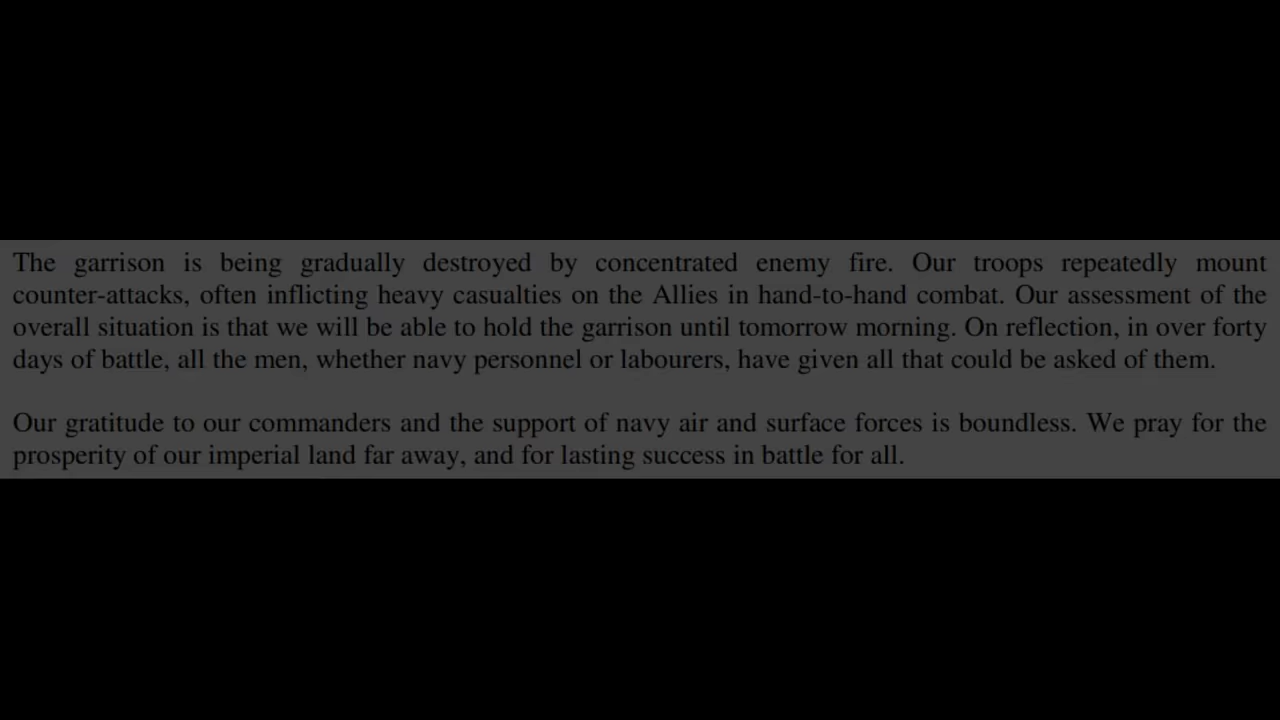 The garrison is being gradually destroyed by concentrated enemy fire. Our troops repeatedly mount
counter-attacks, often inflicting heavy casualties on the Allies in hand-to-hand combat. Our assessment of the
overall situation is that we will be able to hold the garrison until tomorrow morning. On reflection, in over forty
days of battle, all the men, whether navy personnel or labourers, have given all that could be asked of them.
Our gratitude to our commanders and the support of navy air and surface forces is boundless. We pray for the
prosperity of our imperial land far away, and for lasting success in battle for all.